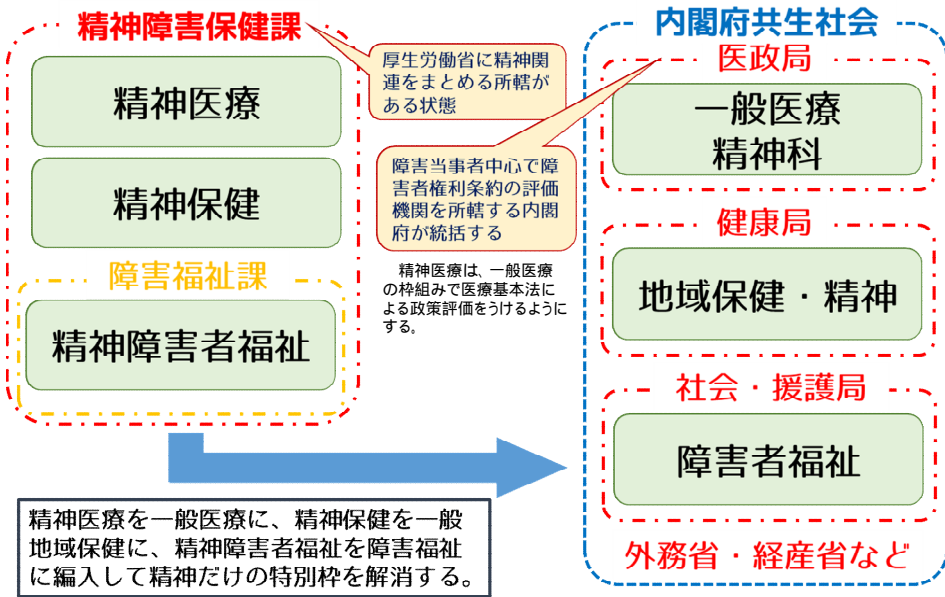 精神障害保健課
精神医療
精神保健
障害福祉課
精神障害者福祉
厚生労働省に精神関
連をまとめる所轄が
ある状態
障害当事者中心で障
害者権利条約の評価
機関を所轄する内閣
府が統括する
精神医療は、一般医療
の枠組みで医療基本法に
よる政策評価をうけるように
する。
内閣府共生社会
医政局
一般医療
精神科
健康局
地域保健・精神
社会・援護局
障害者福祉
外務省・経産省など
精神医療を一般医療に、精神保健を一般
地域保健に、精神障害者福祉を障害福祉
に編入して精神だけの特別枠を解消する。